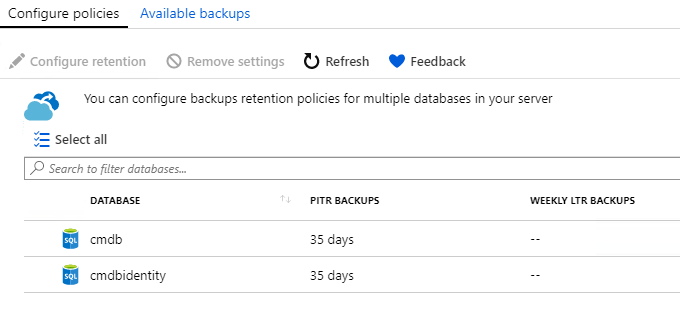 Configure policies Available backups
Configure retention Remove settings Refresh Feedback
You can configure backups retention policies for multiple databases in your server
Select all
Search to filter databases...
DATABASE ↑↓ PITR BACKUPS WEEKLY LTR BACKUPS
SQL cmdb 35 days --
SQL cmdbidentity 35 days --